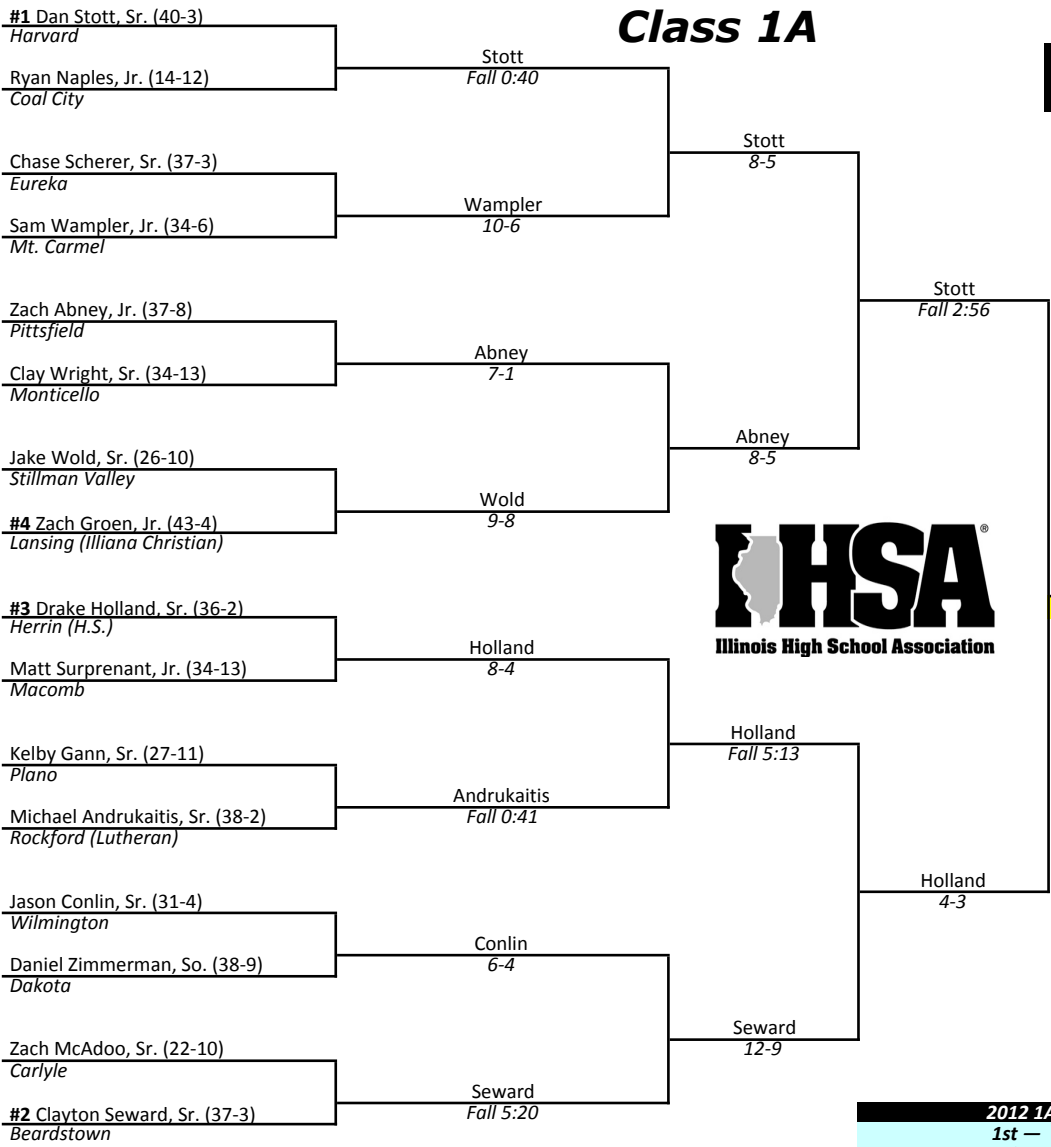 Class 1A
#1 Dan Stott, Sr. (40-3)
Harvard
Ryan Naples, Jr. (14-12)
Coal City
Chase Scherer, Sr. (37-3)
Eureka
Sam Wampler, Jr. (34-6)
Mt. Carmel
Zach Abney, Jr. (37-8)
Pittsfield
Clay Wright, Sr. (34-13)
Monticello
Jake Wold, Sr. (26-10)
Stillman Valley
#4 Zach Groen, Jr. (43-4)
Lansing (Illiana Christian)
#3 Drake Holland, Sr. (36-2)
Herrin (H.S.)
Matt Surprenant, Jr. (34-13)
Macomb
Kelby Gann, Sr. (27-11)
Plano
Michael Andrukaitis, Sr. (38-2)
Rockford (Lutheran)
Jason Conlin, Sr. (31-4)
Wilmington
Daniel Zimmerman, So. (38-9)
Dakota
Zach McAdoo, Sr. (22-10)
Carlyle
#2 Clayton Seward, Sr. (37-3)
Beardstown
Stott
Fall 0:40
Wampler
10-6
Abney
7-1
Wold
9-8
Holland
8-4
Andrukaitis
Fall 0:41
Conlin
6-4
Seward
Fall 5:20
Stott
8-5
Abney
8-5
Holland
Fall 5:13
Seward
12-9
Stott
Fall 2:56
Holland
4-3
IHSA®
Illinois High School Association
2012 1A
1st —